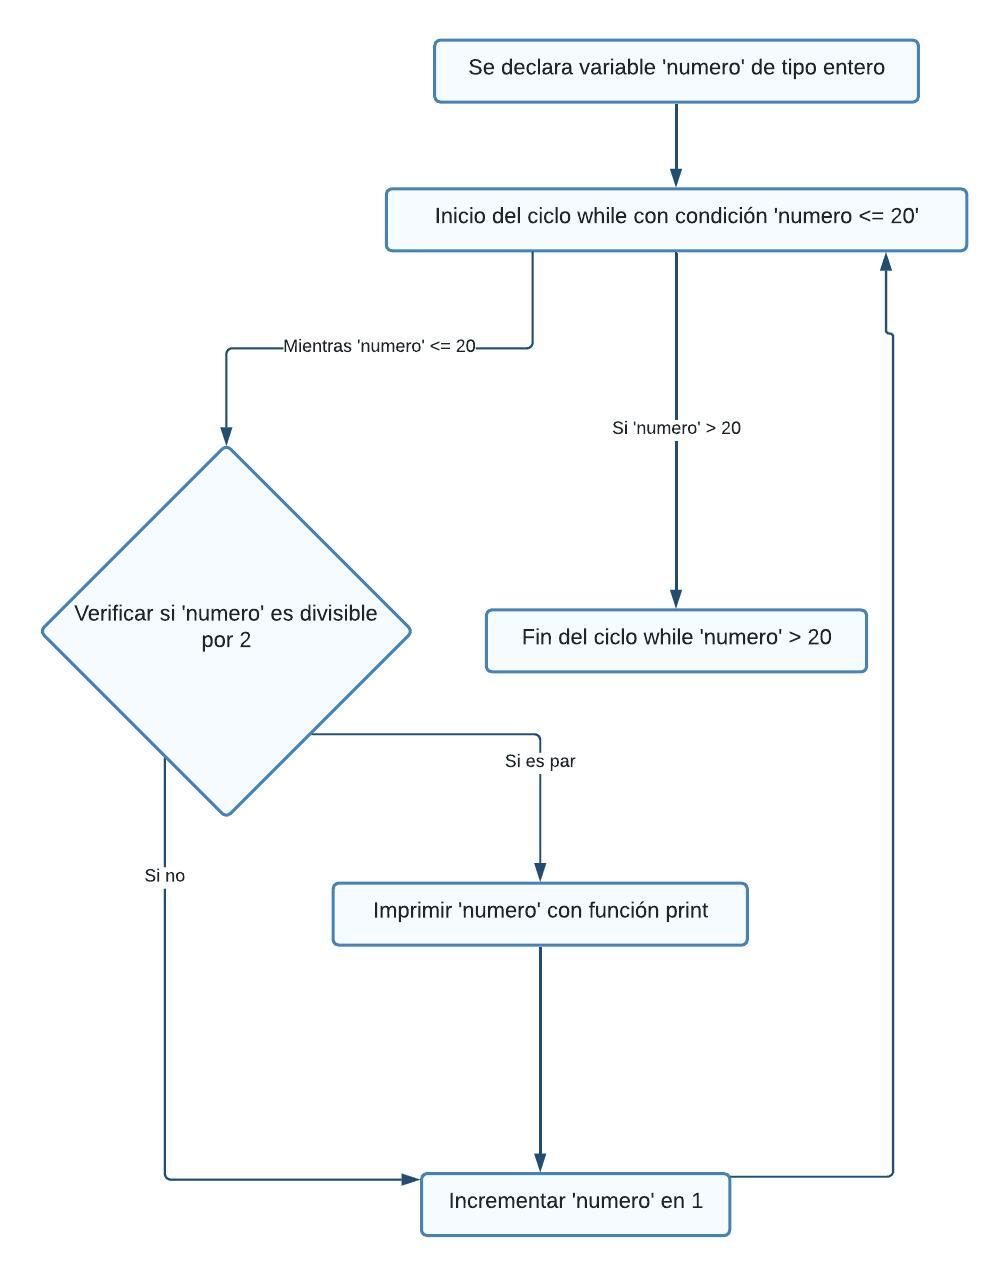 Se declara variable 'numero' de tipo entero
Inicio del ciclo while con condición 'numero <= 20'
Mientras 'numero' <= 20
Si 'numero' > 20
Verificar si 'numero' es divisible
por 2
Fin del ciclo while 'numero' > 20
Si es par
Si no
Imprimir 'numero' con función print
Incrementar 'numero' en 1